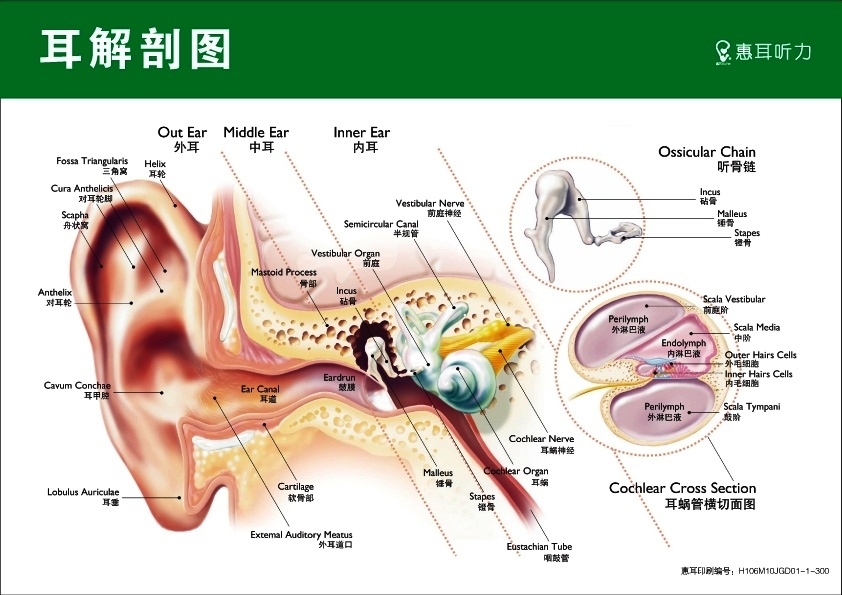 耳解剖图
惠耳听力
Out Ear
外耳
Middle Ear
中耳
Inner Ear
内耳
Fossa Triangularis
三角窝
Helix
耳轮
Cura Anthelicis
对耳轮脚
Scapha
舟状窝
Anthelix
对耳轮
Cavum Conchae
耳甲腔
Lobulus Auriculae
耳垂
Mastoid Process
骨部
Incus
砧骨
Vestibular Organ
前庭
Semicircular Canal
半规管
Vestibular Nerve
前庭神经
Ear Canal
耳道
Eardrun
鼓膜
Cartilage
软骨部
External Auditory Meatus
外耳道口
Malleus
锤骨
Stapes
镫骨
Cochlear Organ
耳蜗
Cochlear Nerve
耳蜗神经
Eustachian Tube
咽鼓管
Ossicular Chain
听骨链
Incus
砧骨
Malleus
锤骨
Stapes
镫骨
Scala Vestibular
前庭阶
Perilymph
外淋巴液
Scala Media
中阶
Endolymph
内淋巴液
Outer Hairs Cells
外毛细胞
Inner Hairs Cells
内毛细胞
Perilymph
外淋巴液
Scala Tympani
鼓阶
Cochlear Cross Section
耳蜗管横切面图
惠耳印刷编号：H106M10JGD01-1-300